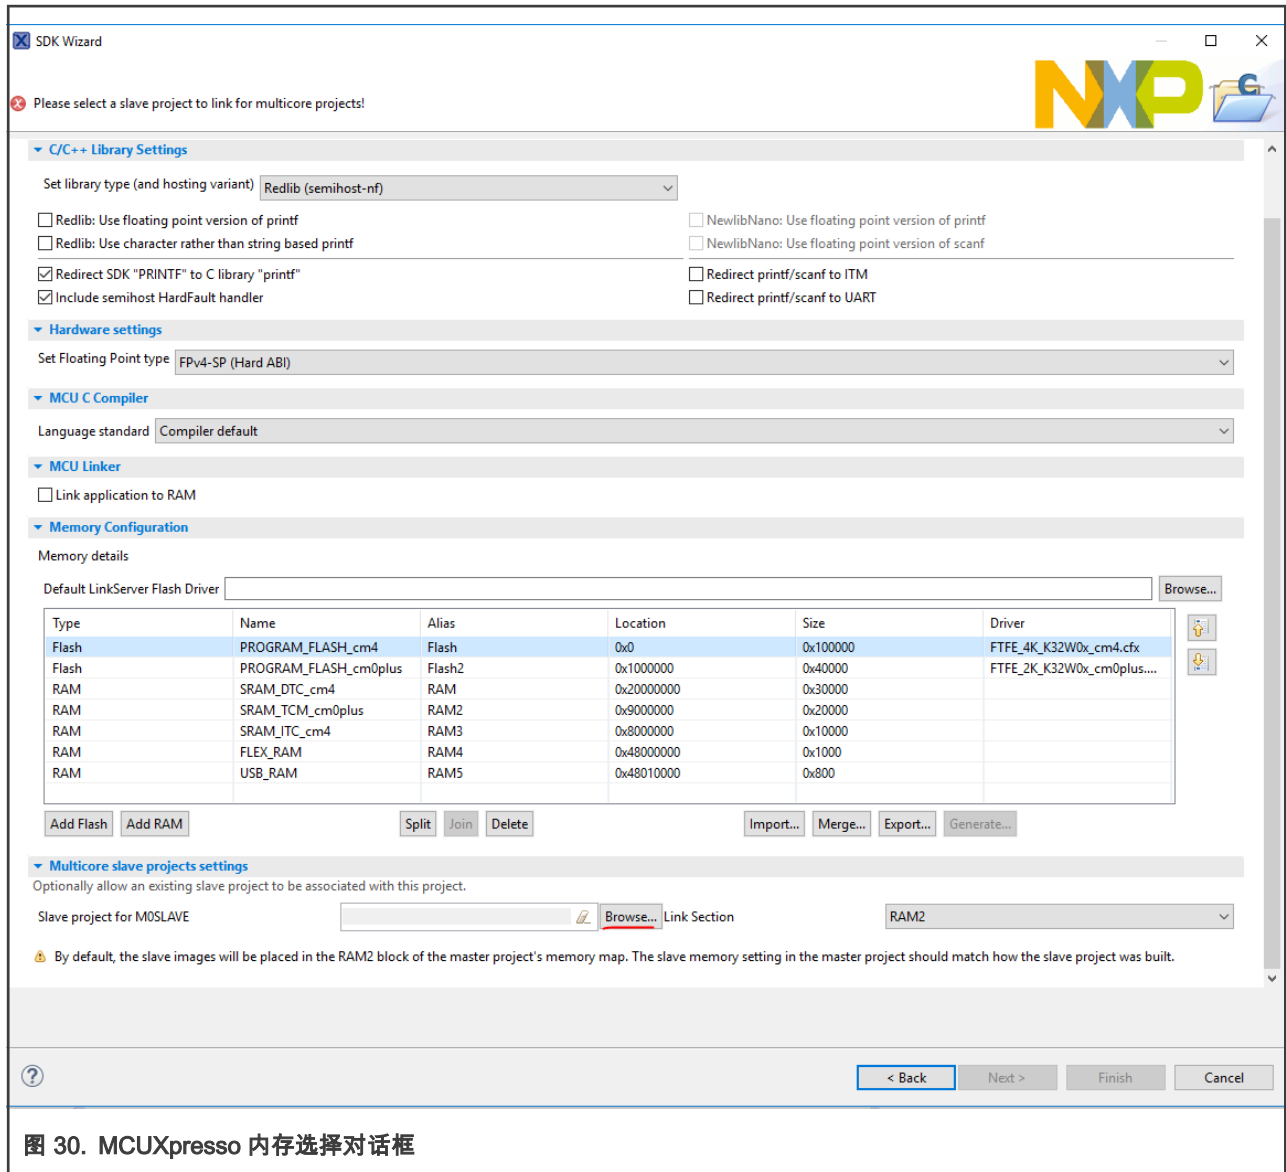 SDK Wizard
NXP
Please select a slave project to link for multicore projects!
C/C++ Library Settings
Set library type (and hosting variant) Redlib (semihost-nf)
Redlib: Use floating point version of printf NewlibNano: Use floating point version of printf
Redlib: Use character rather than string based printf NewlibNano: Use floating point version of scanf
Redirect SDK "PRINTF" to C library "printf" Redirect printf/scanf to ITM
Include semihost HardFault handler Redirect printf/scanf to UART
Hardware settings
Set Floating Point type FPv4-SP (Hard ABI)
MCU C Compiler
Language standard Compiler default
MCU Linker
Link application to RAM
Memory Configuration
Memory details
Default LinkServer Flash Driver Browse...
Type Name Alias Location Size Driver
Flash PROGRAM_FLASH_cm4 Flash 0x0 0x100000 FTFE_4K_K32W0x_cm4.cfx
Flash PROGRAM_FLASH_cm0plus Flash2 0x1000000 0x40000 FTFE_2K_K32W0x_cm0plus....
RAM SRAM_DTC_cm4 RAM 0x20000000 0x30000
RAM SRAM_TCM_cm0plus RAM2 0x9000000 0x20000
RAM SRAM_ITC_cm4 RAM3 0x8000000 0x10000
RAM FLEX_RAM RAM4 0x48000000 0x1000
RAM USB_RAM RAM5 0x48010000 0x800
Add Flash Add RAM Split Join Delete Import... Merge... Export... Generate...
Multicore slave projects settings
Optionally allow an existing slave project to be associated with this project.
Slave project for M0SLAVE Browse... Link Section RAM2
By default, the slave images will be placed in the RAM2 block of the master project's memory map. The slave memory setting in the master project should match how the slave project was built.
< Back Next > Finish Cancel
图 30. MCUXpresso 内存选择对话框